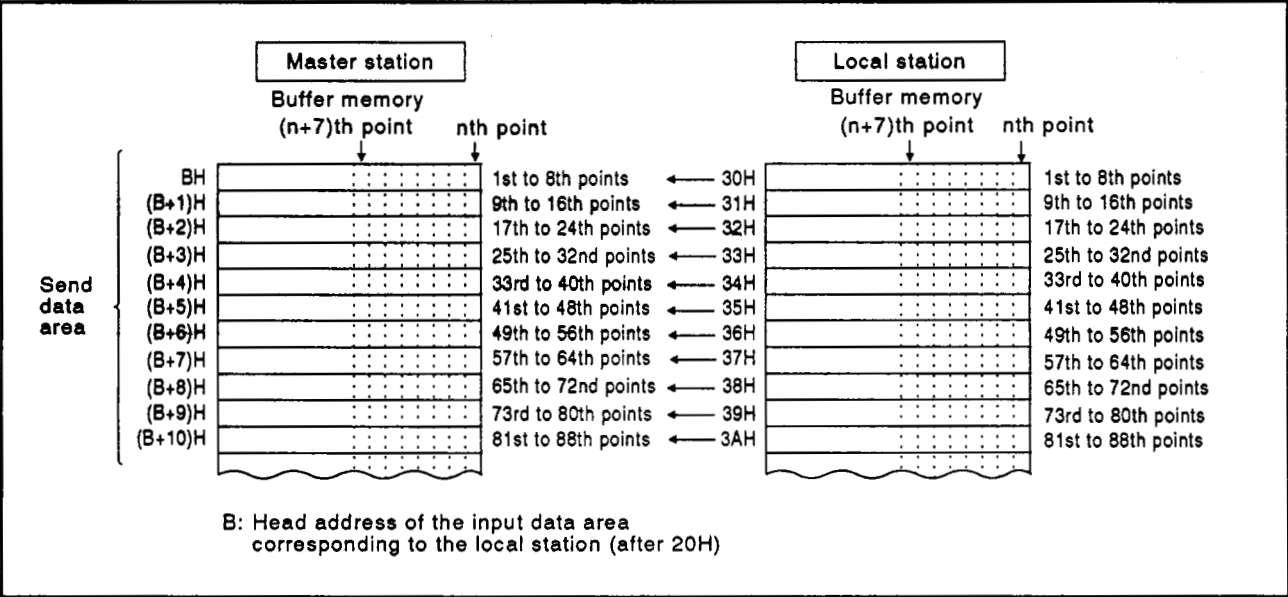 Master station
Local station
Buffer memory
Buffer memory
(n+7)th point nth point
(n+7)th point nth point
BH 1st to 8th points 30H 1st to 8th points
(B+1)H 9th to 16th points 31H 9th to 16th points
(B+2)H 17th to 24th points 32H 17th to 24th points
(B+3)H 25th to 32nd points 33H 25th to 32nd points
(B+4)H 33rd to 40th points 34H 33rd to 40th points
(B+5)H 41st to 48th points 35H 41st to 48th points
(B+6)H 49th to 56th points 36H 49th to 56th points
(B+7)H 57th to 64th points 37H 57th to 64th points
(B+8)H 65th to 72nd points 38H 65th to 72nd points
(B+9)H 73rd to 80th points 39H 73rd to 80th points
(B+10)H 81st to 88th points 3AH 81st to 88th points
Send
data
area
B: Head address of the input data area
corresponding to the local station (after 20H)